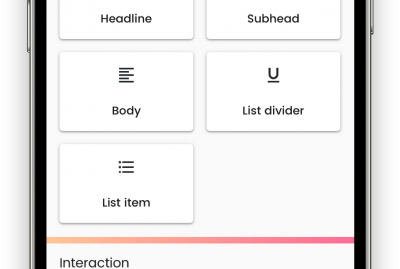 Headline
Subhead
Body
List divider
List item
Interaction